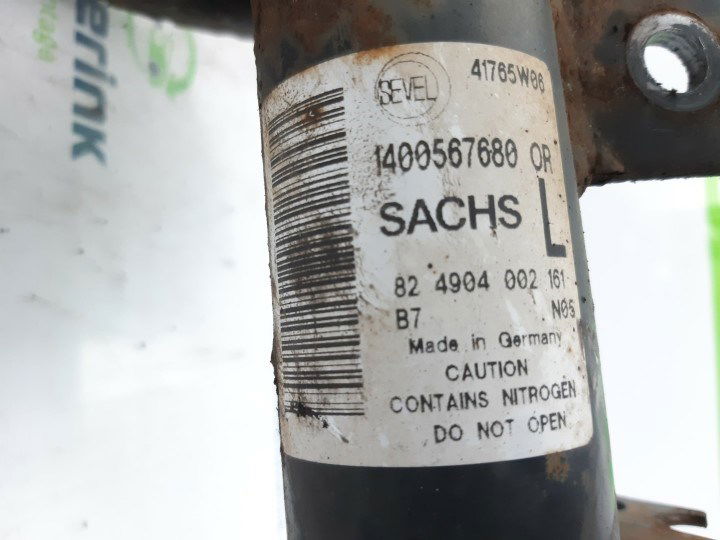 SEVEL
41765W06
1400567680 OR
SACHS L
82 4904 002 161
B7 N05
Made in Germany
CAUTION
CONTAINS NITROGEN
DO NOT OPEN